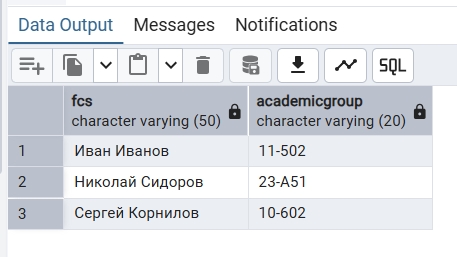 Data Output Messages Notifications
SQL
fcs academicgroup
character varying (50) character varying (20)
1 Иван Иванов 11-502
2 Николай Сидоров 23-A51
3 Сергей Корнилов 10-602